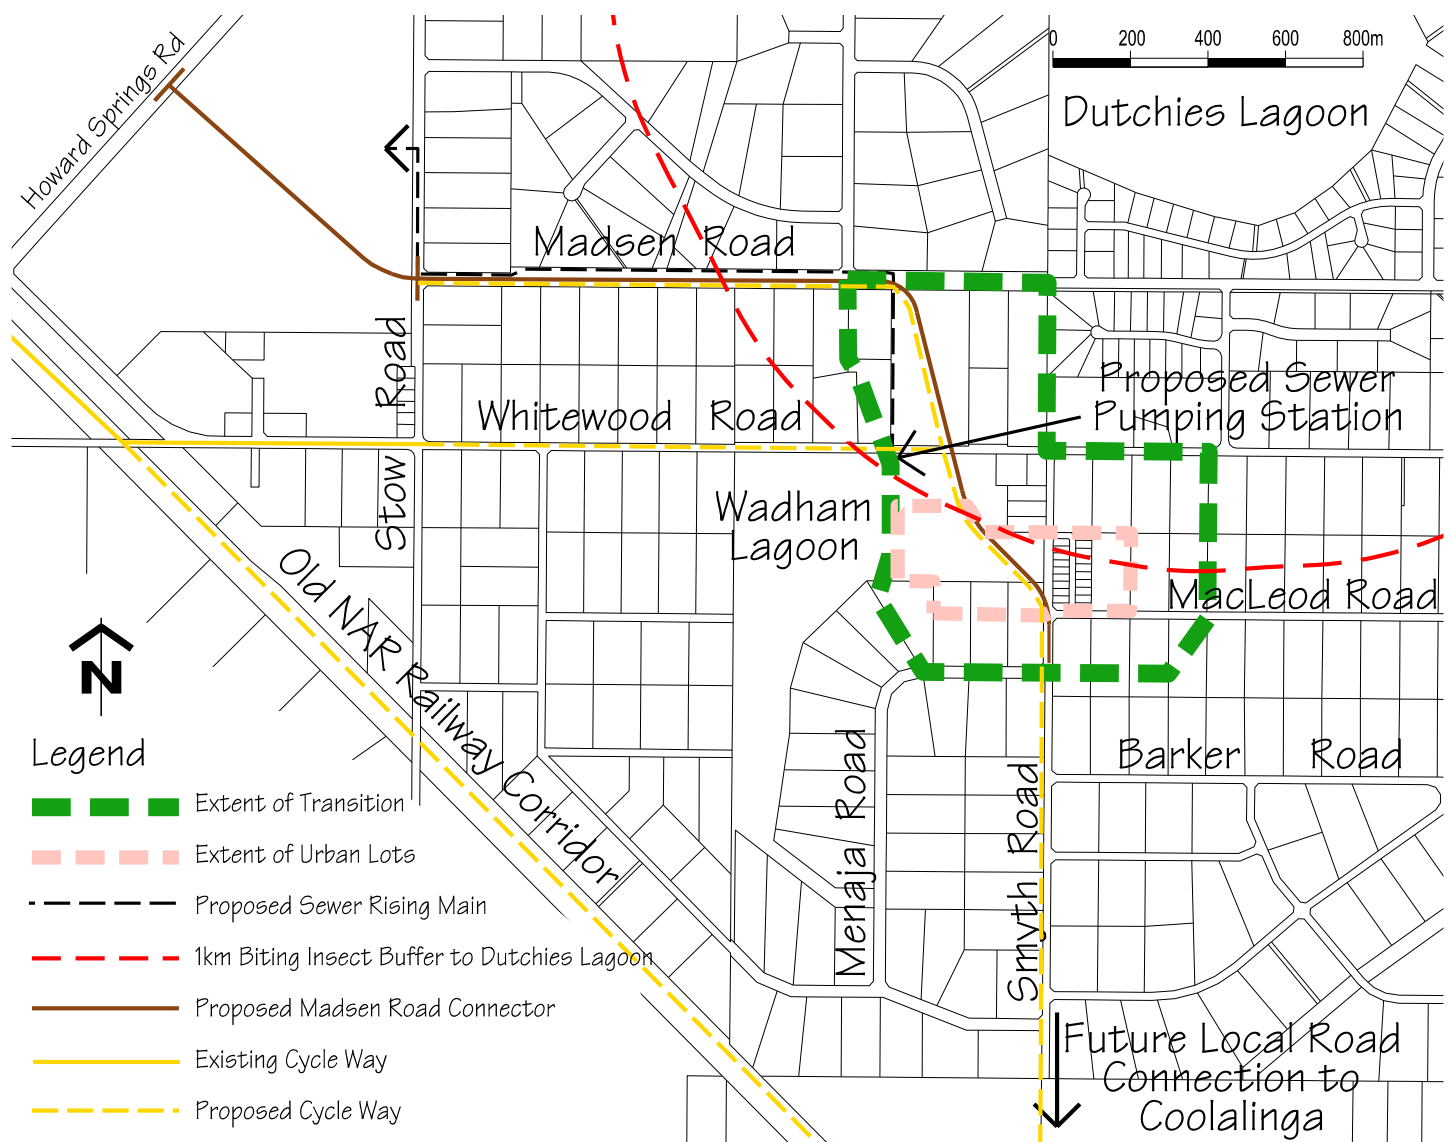 0 200 400 600 800m
Dutchies Lagoon
Howard Springs Rd
Madsen Road
Stow Road
Whitewood Road
Proposed Sewer
Pumping Station
Wadham
Lagoon
MacLeod Road
Old NAR Railway Corridor
N
Barker Road
Menaja Road
Smyth Road
Legend
Extent of Transition
Extent of Urban Lots
Proposed Sewer Rising Main
1km Biting Insect Buffer to Dutchies Lagoon
Proposed Madsen Road Connector
Existing Cycle Way
Proposed Cycle Way
Future Local Road
Connection to
Coolalinga